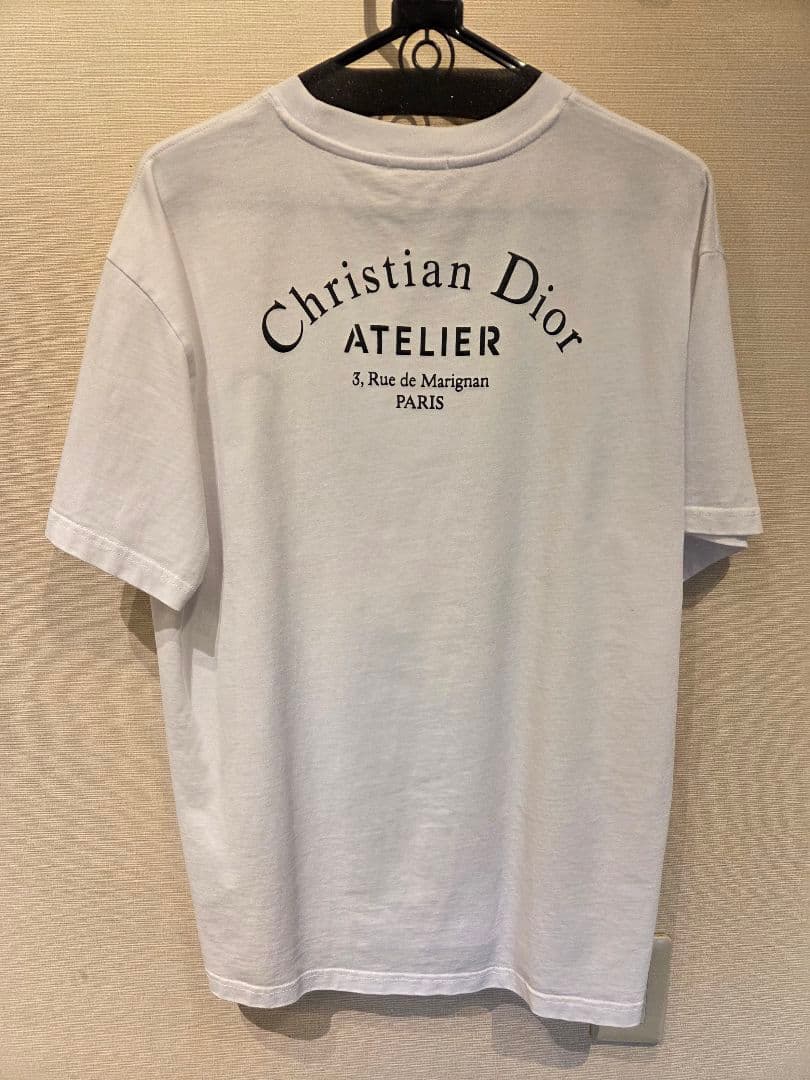 Christian Dior
ATELIER
3, Rue de Marignan
PARIS